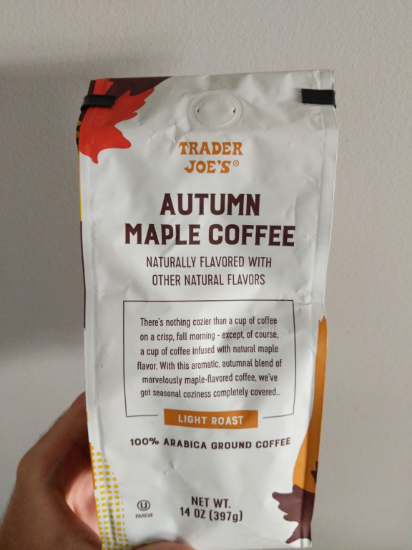 TRADER
JOE'S®
AUTUMN
MAPLE COFFEE
NATURALLY FLAVORED WITH
OTHER NATURAL FLAVORS
There's nothing cozier than a cup of coffee
on a crisp, fall morning - except, of course,
a cup of coffee infused with natural maple
flavor. With this aromatic, autumnal blend of
marvelously maple-flavored coffee, we've
got seasonal coziness completely covered...
LIGHT ROAST
100% ARABICA GROUND COFFEE
U
PAREVE
NET WT.
14 OZ (397g)